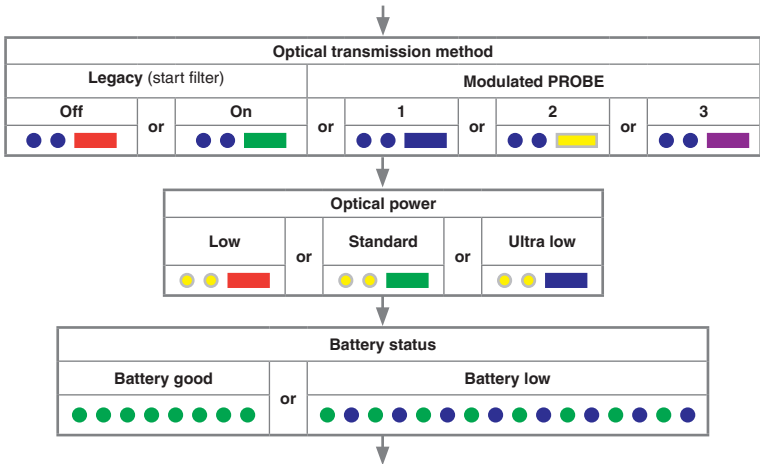 Optical transmission method
Legacy (start filter)
Modulated PROBE
Off
or
On
or
1
or
2
or
3
Optical power
Low
or
Standard
or
Ultra low
Battery status
Battery good
or
Battery low